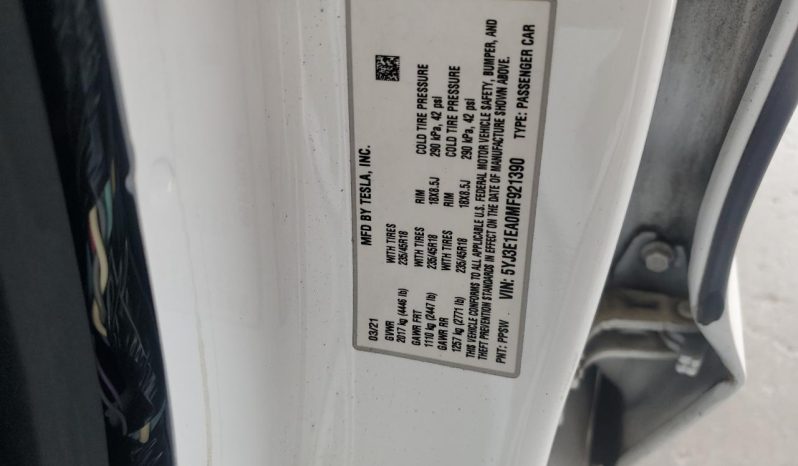 MFD BY TESLA, INC.
03/21
GVWR
2017 kg (4446 lb)
WITH TIRES
235/45R18
RIM
18X8.5J
COLD TIRE PRESSURE
290 kPa, 42 psi
GAWR FRT
1110 kg (2447 lb)
WITH TIRES
235/45R18
RIM
18X8.5J
COLD TIRE PRESSURE
290 kPa, 42 psi
GAWR RR
1257 kg (2771 lb)
THIS VEHICLE CONFORMS TO ALL APPLICABLE U.S. FEDERAL MOTOR VEHICLE SAFETY, BUMPER, AND
THEFT PREVENTION STANDARDS IN EFFECT ON THE DATE OF MANUFACTURE SHOWN ABOVE.
VIN: 5YJ3E1EA0MF921390
PNT: PPSW
TYPE: PASSENGER CAR